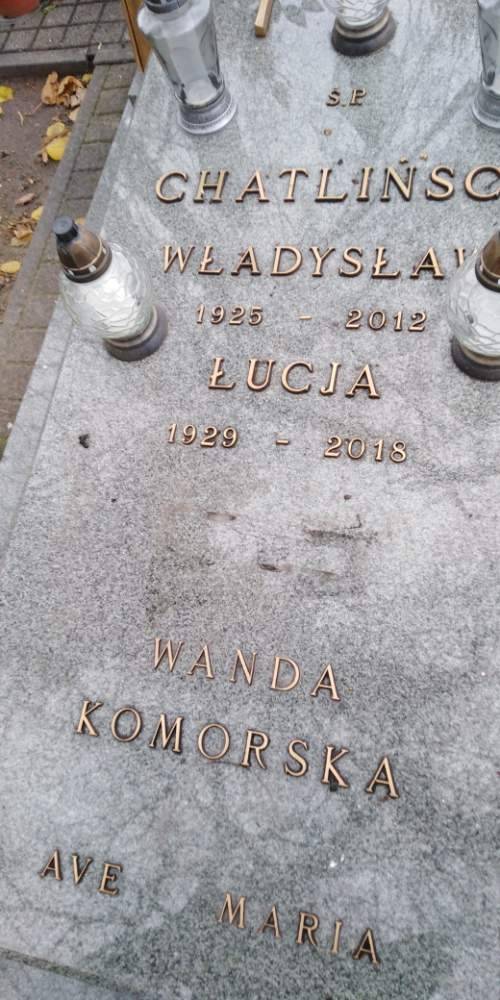 Ś.P
CHATLIŃSC
WŁADYSŁAW
1925 - 2012
ŁUCJA
1929 - 2018
WANDA
KOMORSKA
AVE MARIA